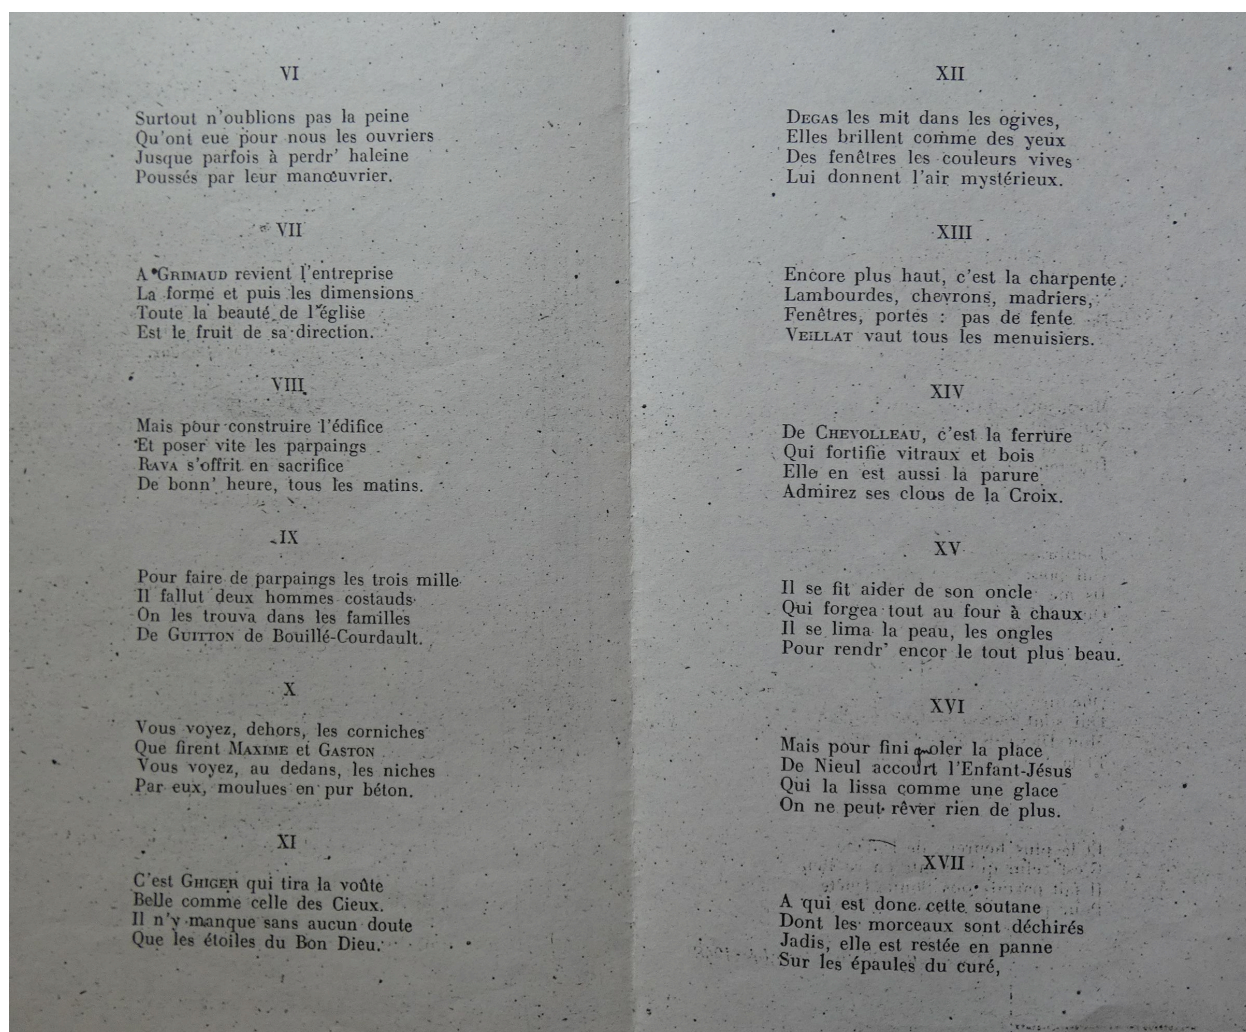 VI
Surtout n'oublions pas la peine
Qu'ont eue pour nous les ouvriers
Jusque parfois à perdr' haleine
Poussés par leur manœuvrier.
VII
A GRIMAUD revient l'entreprise
La forme et puis les dimensions
Toute la beauté de l'église
Est le fruit de sa direction.
VIII
Mais pour construire l'édifice
Et poser vite les parpaings
RAVA s'offrit en sacrifice
De bonn' heure, tous les matins.
IX
Pour faire de parpaings les trois mille
Il fallut deux hommes costauds
On les trouva dans les familles
De GUITTON de Bouillé-Courdault.
X
Vous voyez, dehors, les corniches
Que firent MAXIME et GASTON
Vous voyez, au dedans, les niches
Par eux, moulues en pur béton.
XI
C'est GHIGER qui tira la voûte
Belle comme celle des Cieux.
Il n'y manque sans aucun doute
Que les étoiles du Bon Dieu.
XII
DEGAS les mit dans les ogives,
Elles brillent comme des yeux
Des fenêtres les couleurs vives
Lui donnent l'air mystérieux.
XIII
Encore plus haut, c'est la charpente
Lambourdes, chevrons, madriers,
Fenêtres, portes : pas de fente
VEILLAT vaut tous les menuisiers.
XIV
De CHEVOLLEAU, c'est la ferrure
Qui fortifie vitraux et bois
Elle en est aussi la parure
Admirez ses clous de la Croix.
XV
Il se fit aider de son oncle
Qui forgea tout au four à chaux
Il se lima la peau, les ongles
Pour rendr' encor le tout plus beau.
XVI
Mais pour finignoler la place
De Nieul accourt l'Enfant-Jésus
Qui la lissa comme une glace
On ne peut rêver rien de plus.
XVII
A qui est donc cette soutane
Dont les morceaux sont déchirés
Jadis, elle est restée en panne
Sur les épaules du curé,